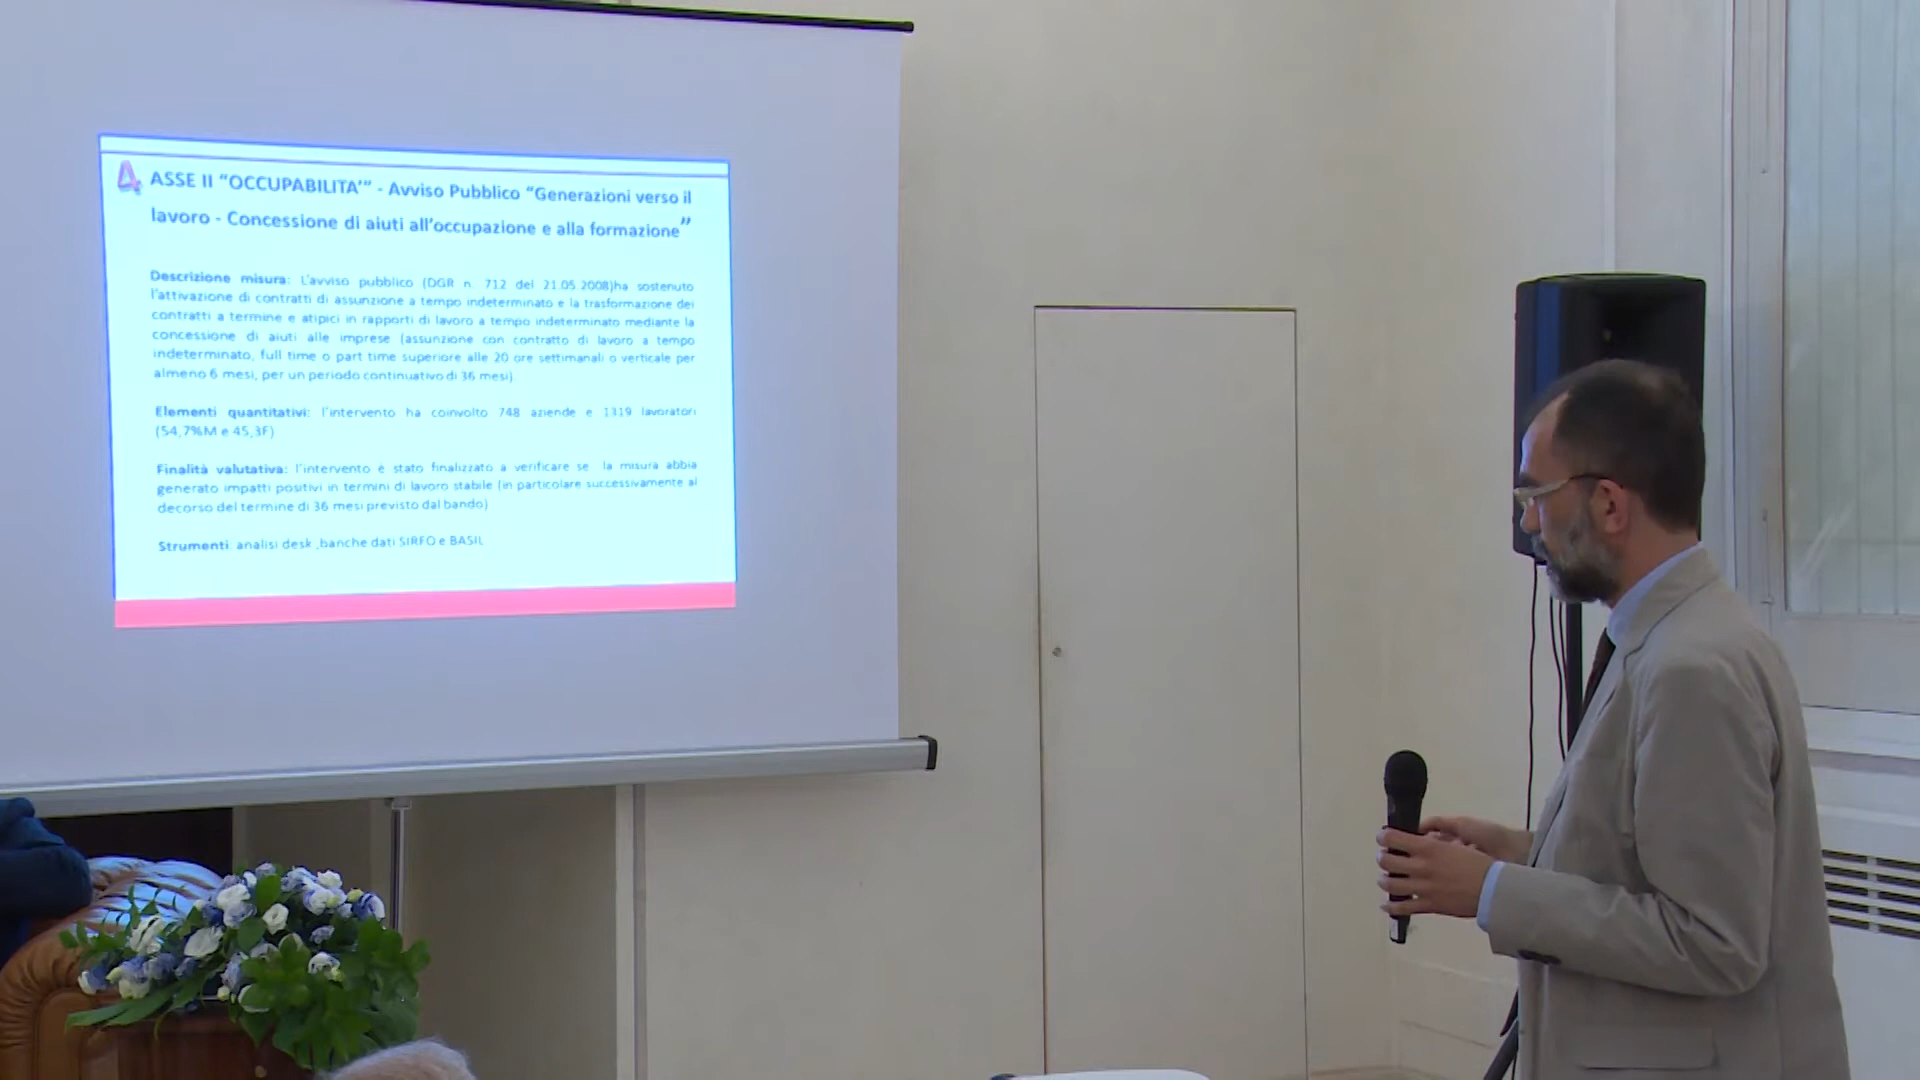 ASSE II “OCCUPABILITA’” - Avviso Pubblico “Generazioni verso il
lavoro - Concessione di aiuti all’occupazione e alla formazione”
Descrizione misura: L’avviso pubblico (DGR n. 712 del 21.05.2008)ha sostenuto
l’attivazione di contratti di assunzione a tempo indeterminato e la trasformazione dei
contratti a termine e atipici in rapporti di lavoro a tempo indeterminato mediante la
concessione di aiuti alle imprese (assunzione con contratto di lavoro a tempo
indeterminato, full time o part time superiore alle 20 ore settimanali o verticale per
almeno 6 mesi, per un periodo continuativo di 36 mesi).
Elementi quantitativi: l’intervento ha coinvolto 748 aziende e 1319 lavoratori
(54,7%M e 45,3F)
Finalità valutativa: l’intervento è stato finalizzato a verificare se la misura abbia
generato impatti positivi in termini di lavoro stabile (in particolare successivamente al
decorso del termine di 36 mesi previsto dal bando)
Strumenti: analisi desk ,banche dati SIRFO e BASIL